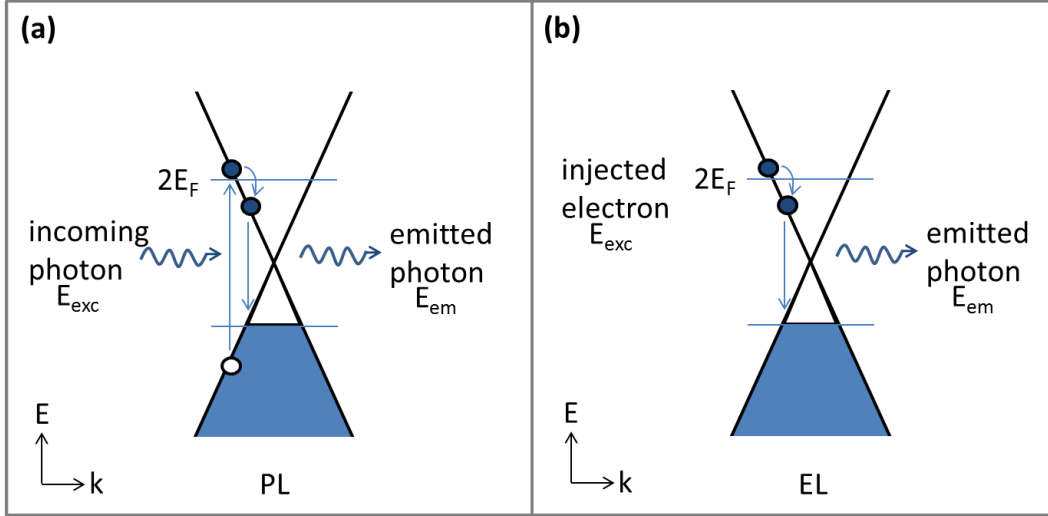 (a)
2E_F
incoming
photon
E_exc
emitted
photon
E_em
E
k
PL
(b)
injected
electron
E_exc
2E_F
emitted
photon
E_em
E
k
EL